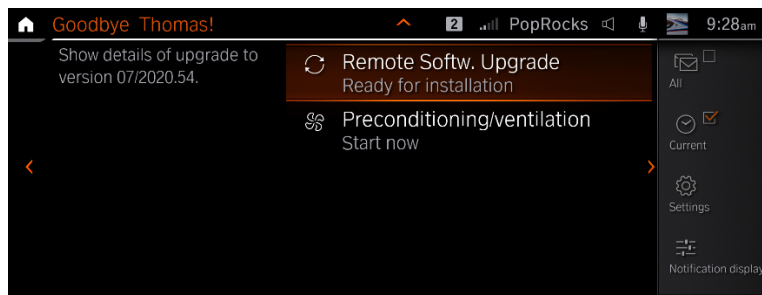 Goodbye Thomas!
2
PopRocks
9:28am
Show details of upgrade to
version 07/2020.54.
Remote Softw. Upgrade
Ready for installation
Preconditioning/ventilation
Start now
All
Current
Settings
Notification display